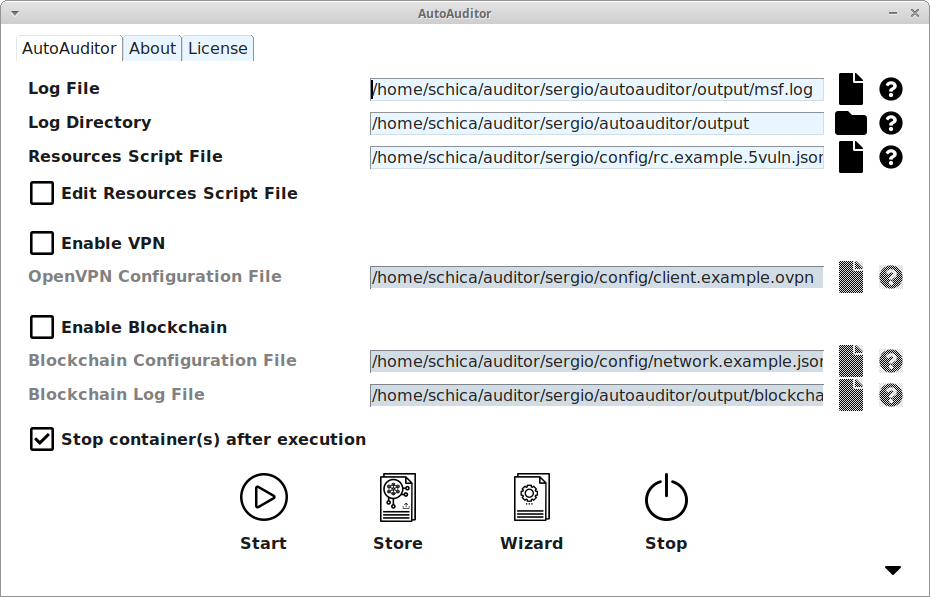 AutoAuditor
AutoAuditor About License
Log File /home/schica/auditor/sergio/autoauditor/output/msf.log
Log Directory /home/schica/auditor/sergio/autoauditor/output
Resources Script File /home/schica/auditor/sergio/config/rc.example.5vuln.json
Edit Resources Script File
Enable VPN
OpenVPN Configuration File /home/schica/auditor/sergio/config/client.example.ovpn
Enable Blockchain
Blockchain Configuration File /home/schica/auditor/sergio/config/network.example.json
Blockchain Log File /home/schica/auditor/sergio/autoauditor/output/blockcha
Stop container(s) after execution
Start Store Wizard Stop